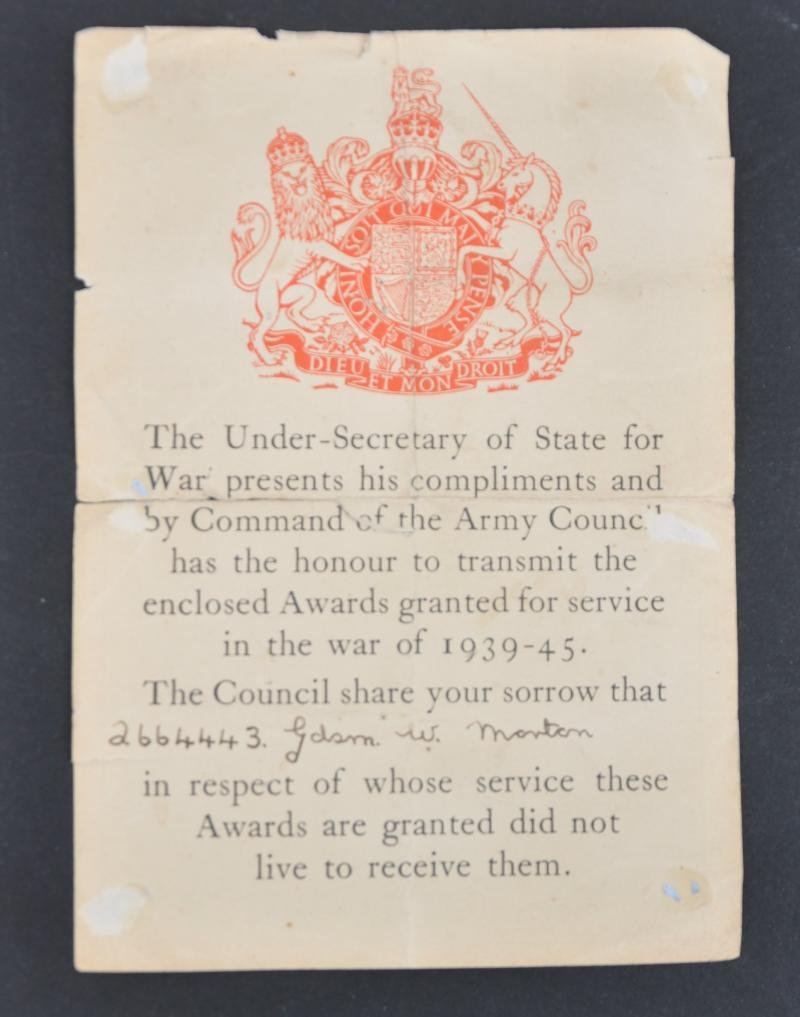 HONI SOIT QUI MAL Y PENSE
DIEU ET MON DROIT
The Under-Secretary of State for
War presents his compliments and
by Command of the Army Council
has the honour to transmit the
enclosed Awards granted for service
in the war of 1939-45.
The Council share your sorrow that
2664443. Gdsm. W. Morton
in respect of whose service these
Awards are granted did not
live to receive them.